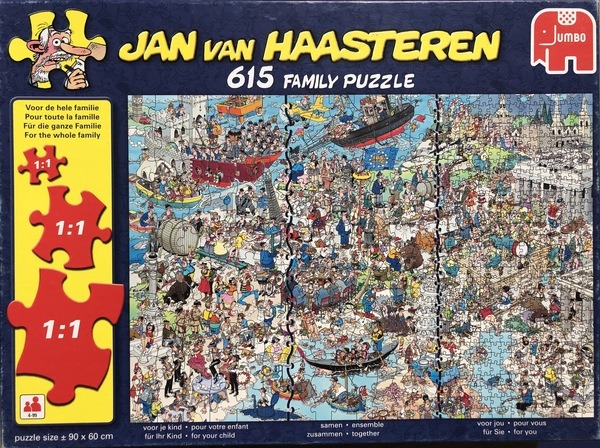 JAN VAN HAASTEREN
615 FAMILY PUZZLE
JUMBO
Voor de hele familie
Pour toute la famille
Für die ganze Familie
For the whole family
1:1
1:1
1:1
4-99
puzzle size ± 90 x 60 cm
voor je kind • pour votre enfant
für Ihr Kind • for your child
samen • ensemble
zusammen • together
voor jou • pour vous
für Sie • for you